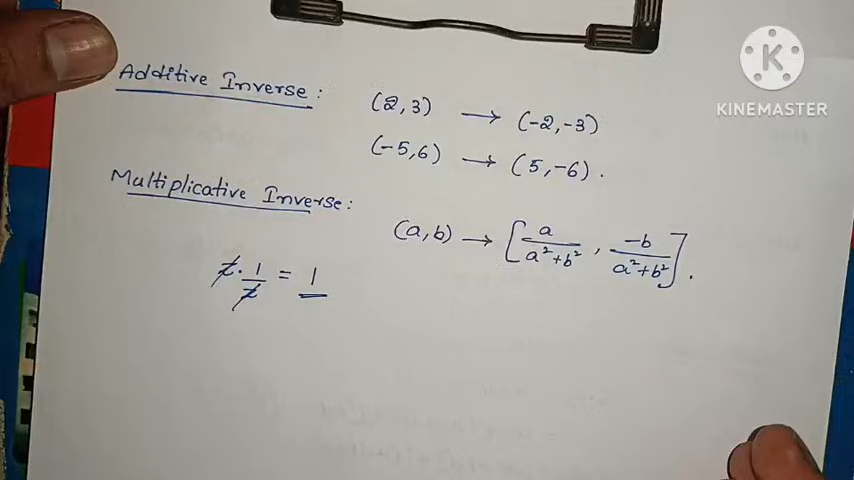 Additive Inverse : (2, 3) → (-2, -3)
(-5, 6) → (5, -6).
Multiplicative Inverse:
(a, b) → [a/(a²+b²), -b/(a²+b²)].
z · 1/z = 1
K
KINEMASTER